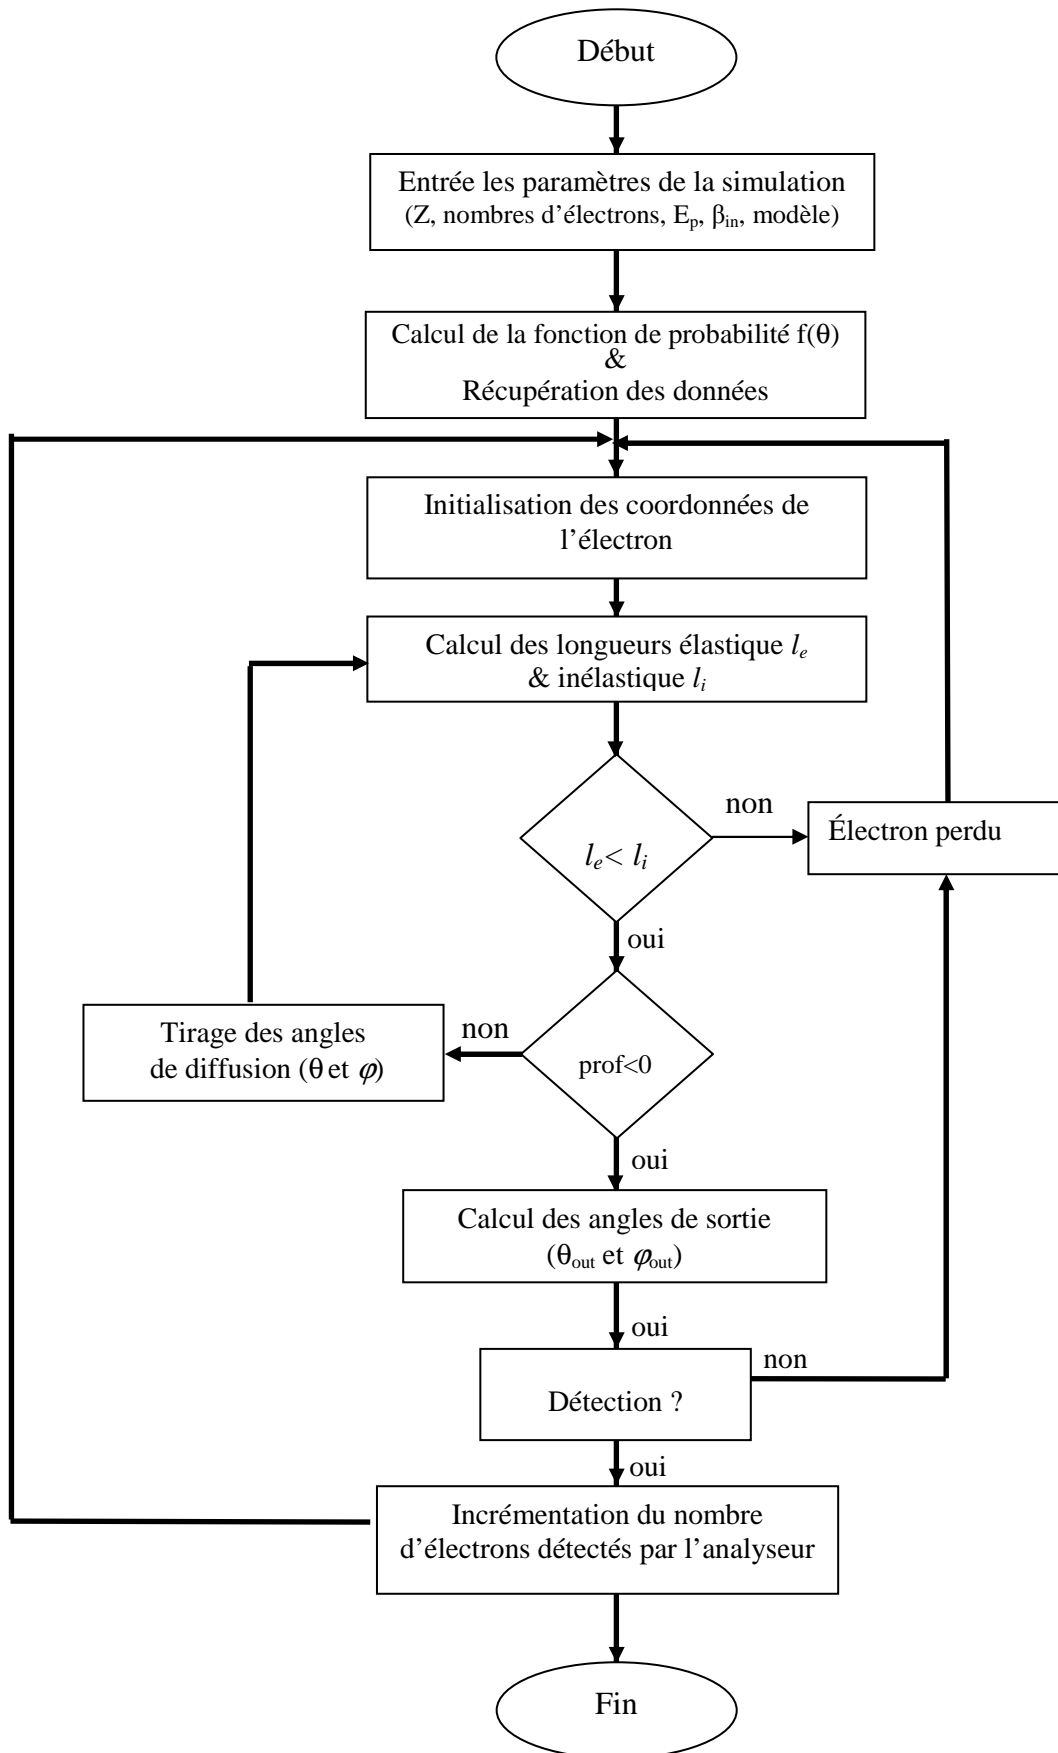 Début
Entrée les paramètres de la simulation
(Z, nombres d’électrons, Ep, βin, modèle)
Calcul de la fonction de probabilité f(θ)
&
Récupération des données
Initialisation des coordonnées de
l’électron
Calcul des longueurs élastique le
& inélastique li
le< li
non
Électron perdu
oui
prof<0
non
Tirage des angles
de diffusion (θ et φ)
oui
Calcul des angles de sortie
(θout et φout)
oui
Détection ?
non
oui
Incrémentation du nombre
d’électrons détectés par l’analyseur
Fin